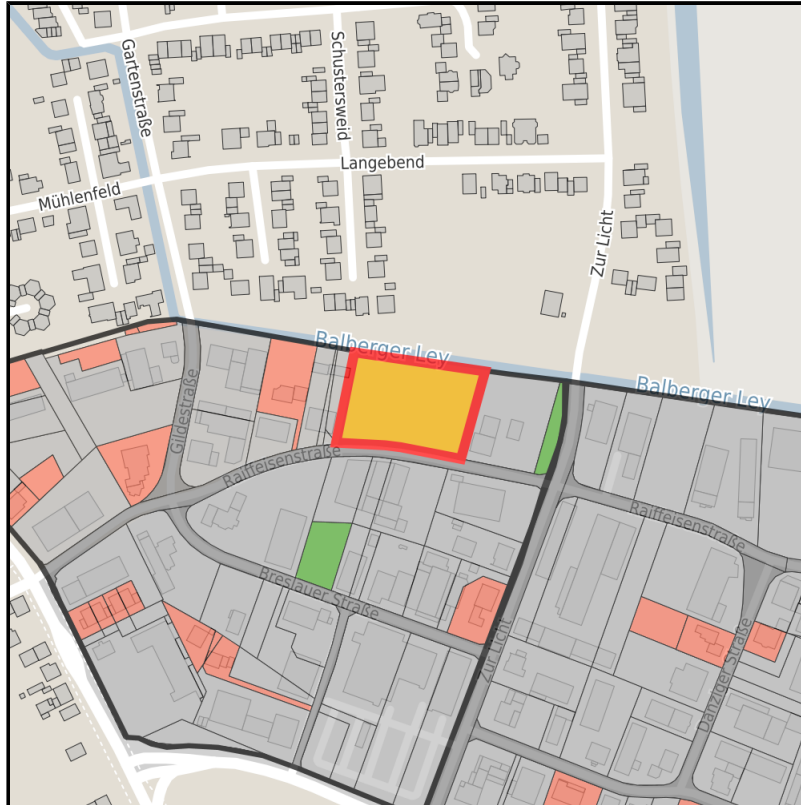 Gartenstraße
Schustersweid
Langebend
Mühlenfeld
Zur Licht
Balberger Ley
Balberger Ley
Gildestraße
Raiffeisenstraße
Raiffeisenstraße
Breslauer Straße
Zur Licht
Danziger Straße